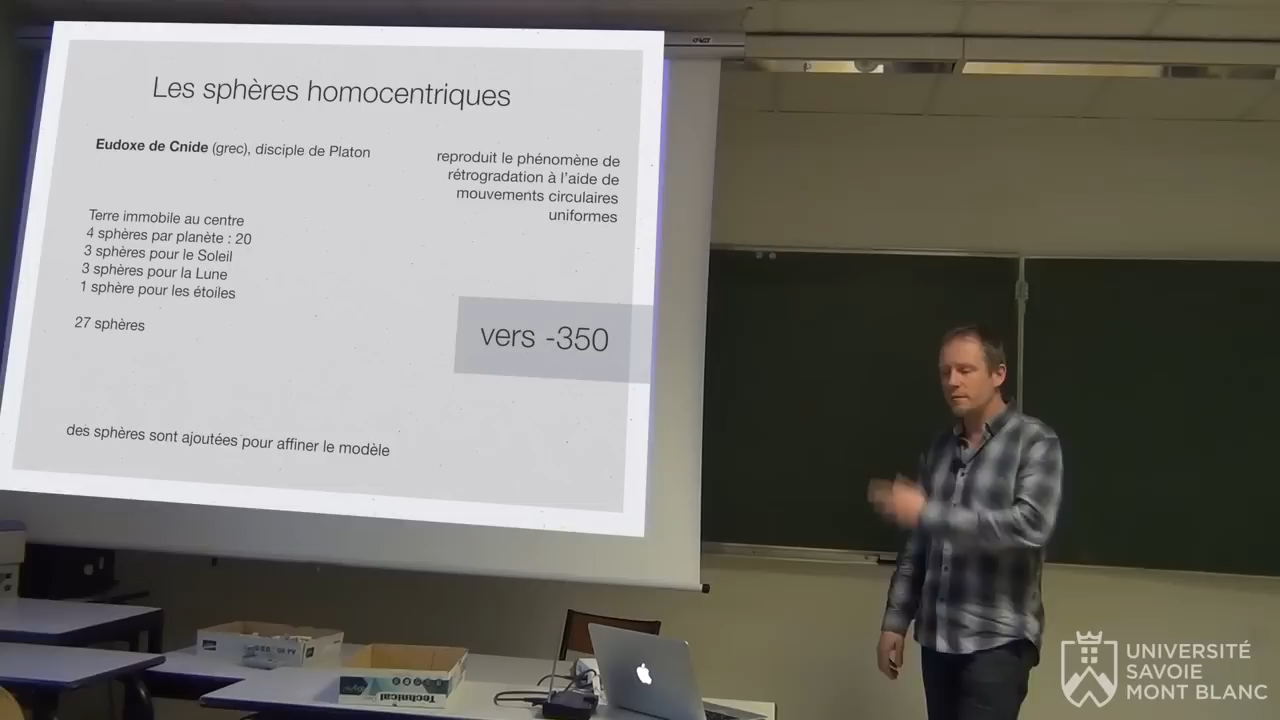 Les sphères homocentriques
Eudoxe de Cnide (grec), disciple de Platon
reproduit le phénomène de
rétrogradation à l'aide de
mouvements circulaires
uniformes
Terre immobile au centre
4 sphères par planète : 20
3 sphères pour le Soleil
3 sphères pour la Lune
1 sphère pour les étoiles
27 sphères
vers -350
des sphères sont ajoutées pour affiner le modèle
Technical
UNIVERSITÉ
SAVOIE
MONT BLANC